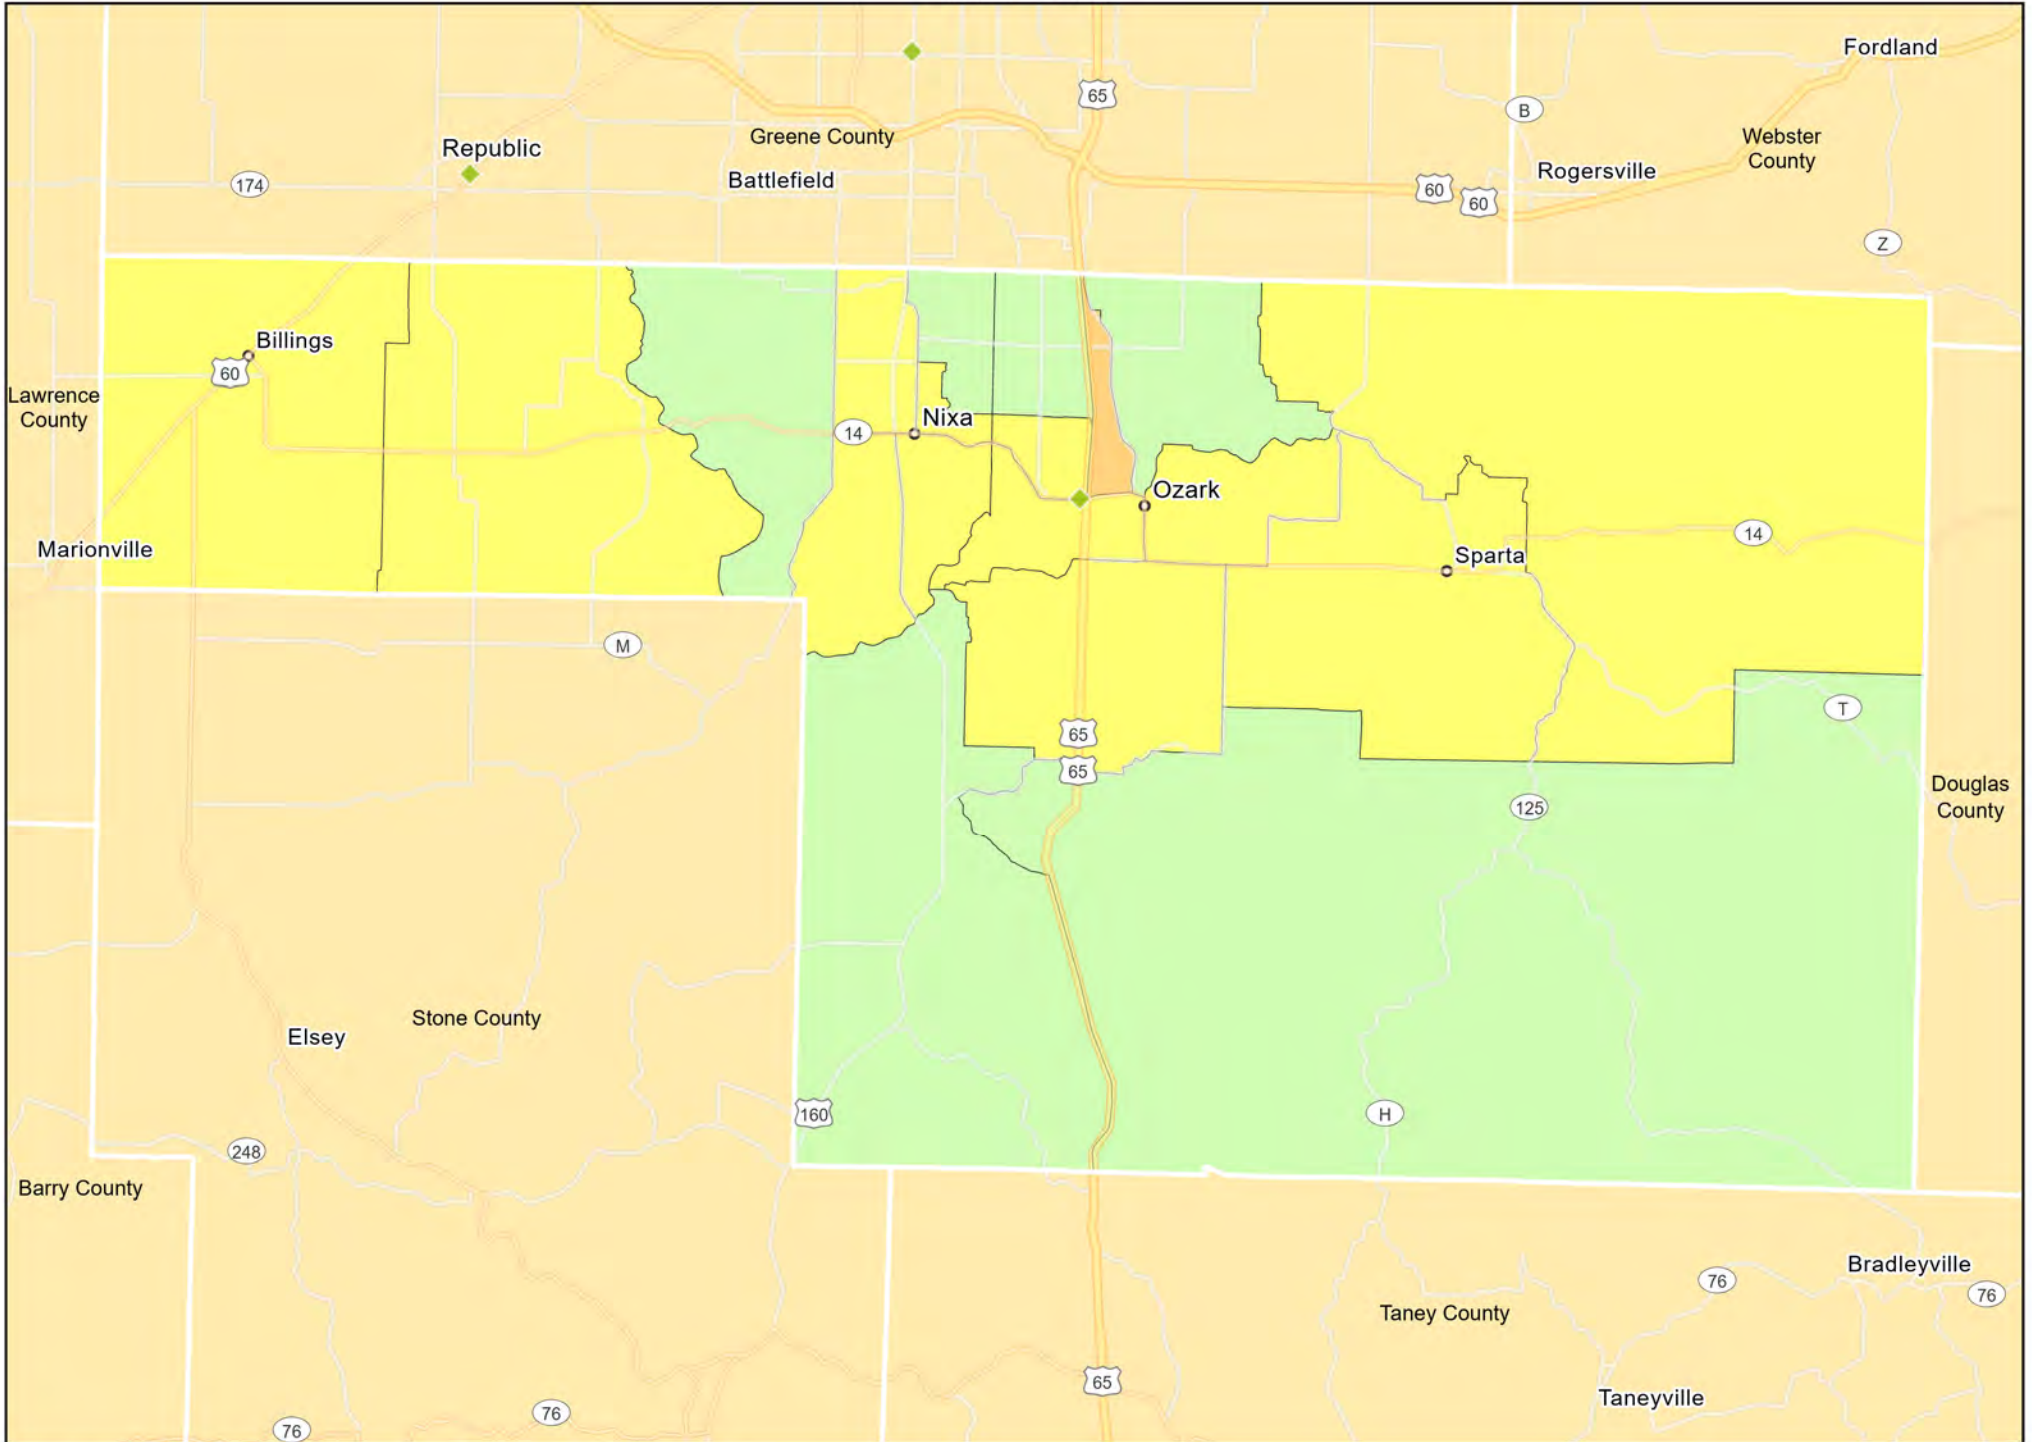 Fordland
65
B
Greene County
Webster
County
Republic
Battlefield
Rogersville
174
60
60
Z
Billings
60
Lawrence
County
Nixa
14
Ozark
14
Marionville
Sparta
M
T
65
65
Douglas
County
125
Stone County
Elsey
160
H
248
Barry County
Bradleyville
76
76
Taney County
65
Taneyville
76
76